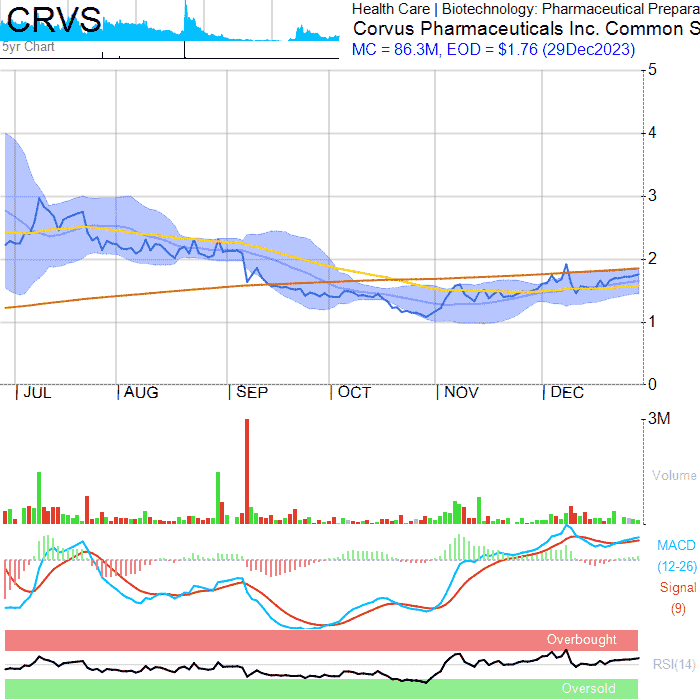 CRVS
5yr Chart
Health Care | Biotechnology: Pharmaceutical Prepara
Corvus Pharmaceuticals Inc. Common S
MC = 86.3M, EOD = $1.76 (29Dec2023)
5
4
3
2
1
0
JUL AUG SEP OCT NOV DEC
3M
Volume
MACD
(12-26)
Signal
(9)
Overbought
RSI(14)
Oversold